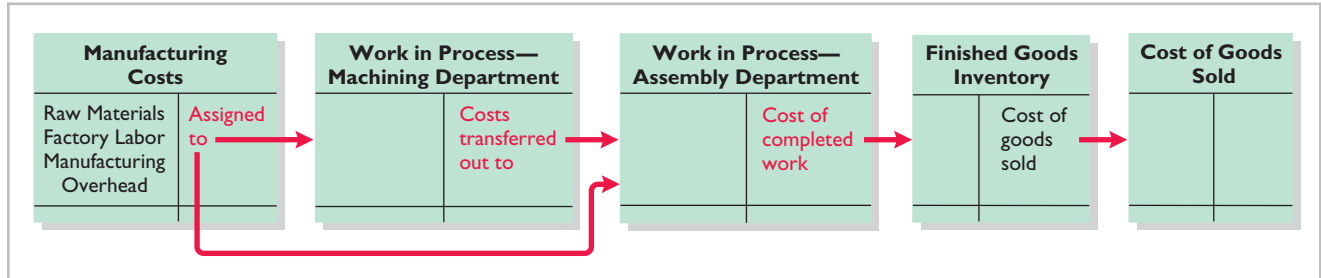 Manufacturing
Costs
Raw Materials
Factory Labor
Manufacturing
Overhead
Assigned
to
Work in Process—
Machining Department
Costs
transferred
out to
Work in Process—
Assembly Department
Cost of
completed
work
Finished Goods
Inventory
Cost of
goods
sold
Cost of Goods
Sold